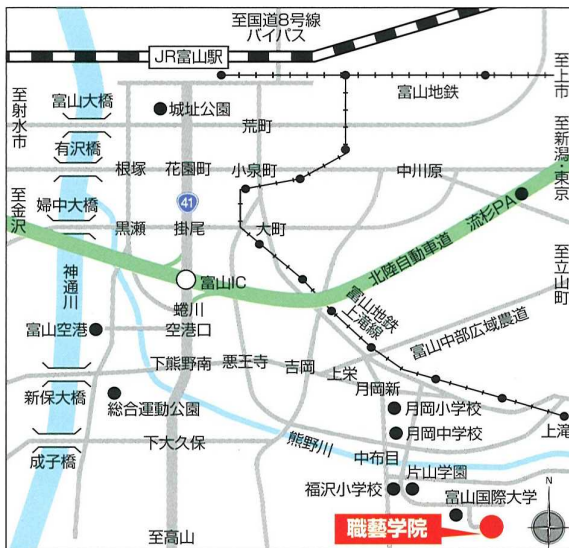 至国道8号線
バイパス
JR富山駅
至上市
富山地鉄
至射水市
富山大橋
城址公園
荒町
有沢橋
至新潟・東京
根塚
花園町
小泉町
中川原
婦中大橋
41
流杉PA
至金沢
黒瀬
掛尾
大町
北陸自動車道
至立山町
神通川
富山IC
富山地鉄
上滝線
蜷川
富山空港
空港口
富山中部広域農道
下熊野南
悪王寺
吉岡
上栄
月岡新
新保大橋
総合運動公園
月岡小学校
上滝
月岡中学校
下大久保
熊野川
中布目
成子橋
片山学園
福沢小学校
富山国際大学
N
職藝学院
至高山